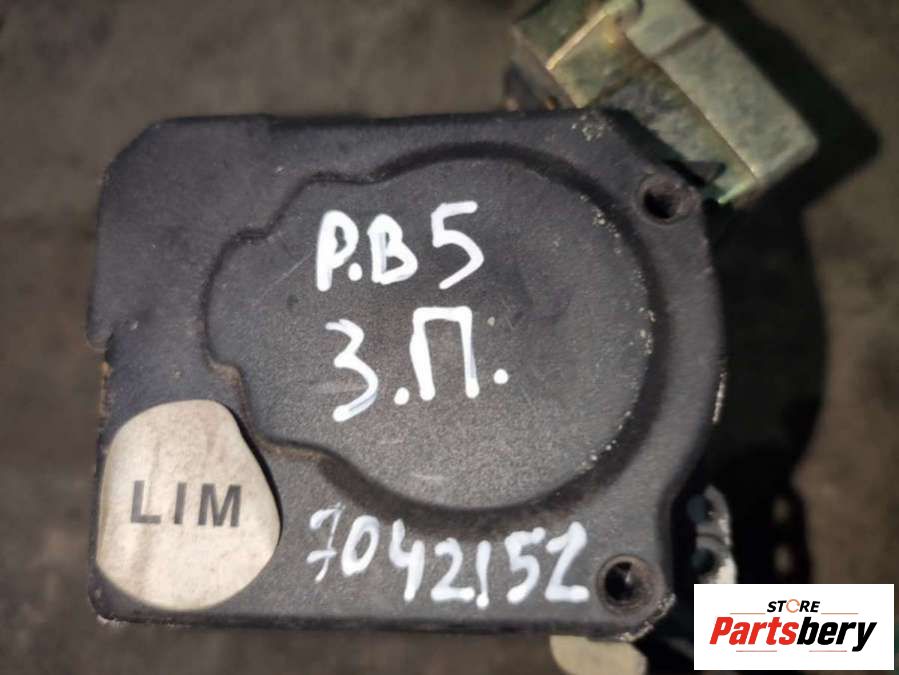 P.B5
З.П.
LIM
7042152
STORE
Partsbery